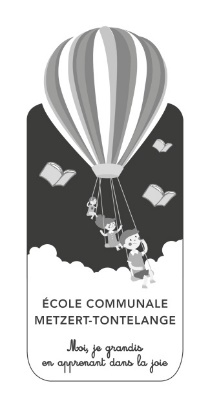 ÉCOLE COMMUNALE
METZERT-TONTELANGE
Moi, je grandis
en apprenant dans la joie